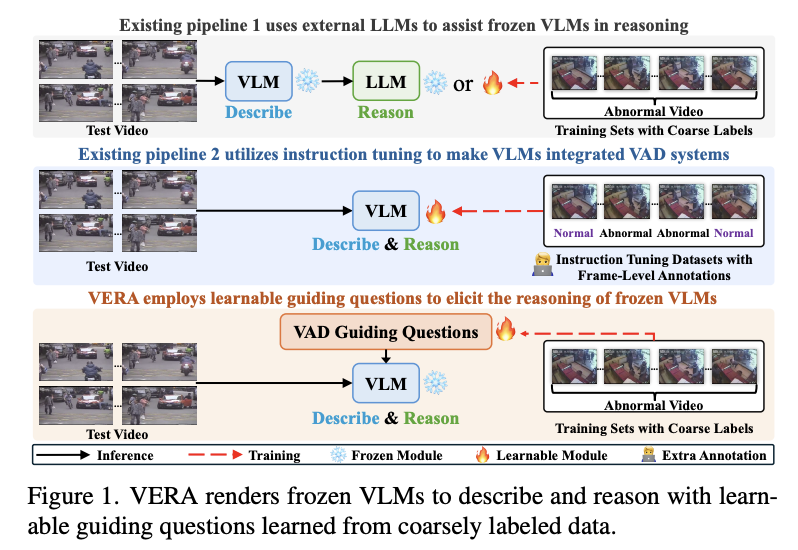 Existing pipeline 1 uses external LLMs to assist frozen VLMs in reasoning
Test Video
VLM
Describe
LLM
Reason
or
Abnormal Video
Training Sets with Coarse Labels
Existing pipeline 2 utilizes instruction tuning to make VLMs integrated VAD systems
Test Video
VLM
Describe & Reason
Normal Abnormal Abnormal Normal
Instruction Tuning Datasets with
Frame-Level Annotations
VERA employs learnable guiding questions to elicit the reasoning of frozen VLMs
VAD Guiding Questions
Test Video
VLM
Describe & Reason
Abnormal Video
Training Sets with Coarse Labels
Inference Training Frozen Module Learnable Module Extra Annotation
Figure 1. VERA renders frozen VLMs to describe and reason with learn-
able guiding questions learned from coarsely labeled data.